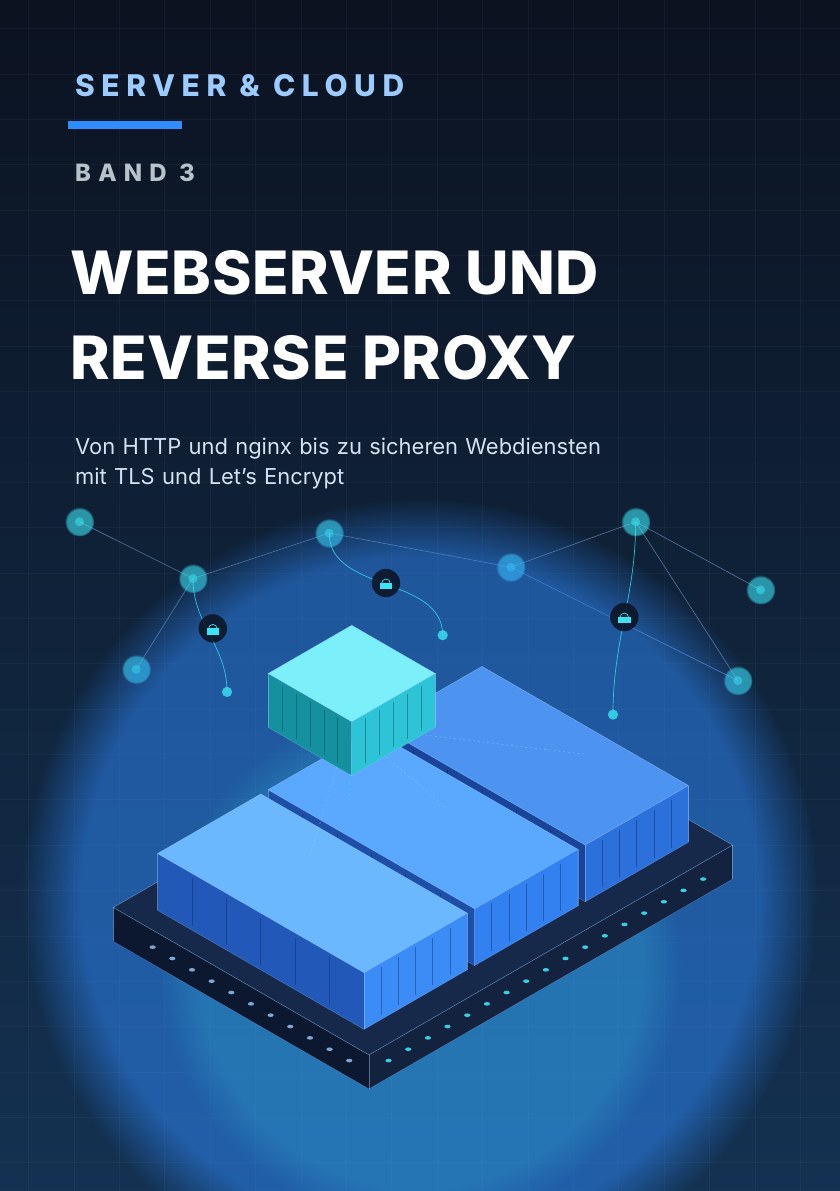 SERVER & CLOUD
BAND 3
WEBSERVER UND
REVERSE PROXY
Von HTTP und nginx bis zu sicheren Webdiensten
mit TLS und Let’s Encrypt